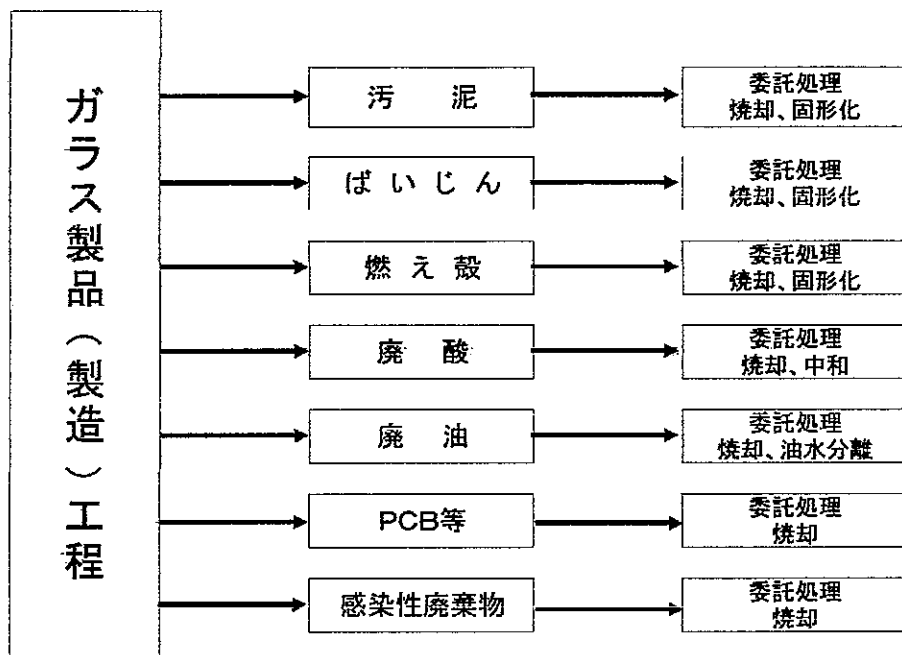 ガラス製品(製造)工程
汚 泥
委託処理
焼却、固形化
ばいじん
委託処理
焼却、固形化
燃え殻
委託処理
焼却、固形化
廃 酸
委託処理
焼却、中和
廃 油
委託処理
焼却、油水分離
PCB等
委託処理
焼却
感染性廃棄物
委託処理
焼却